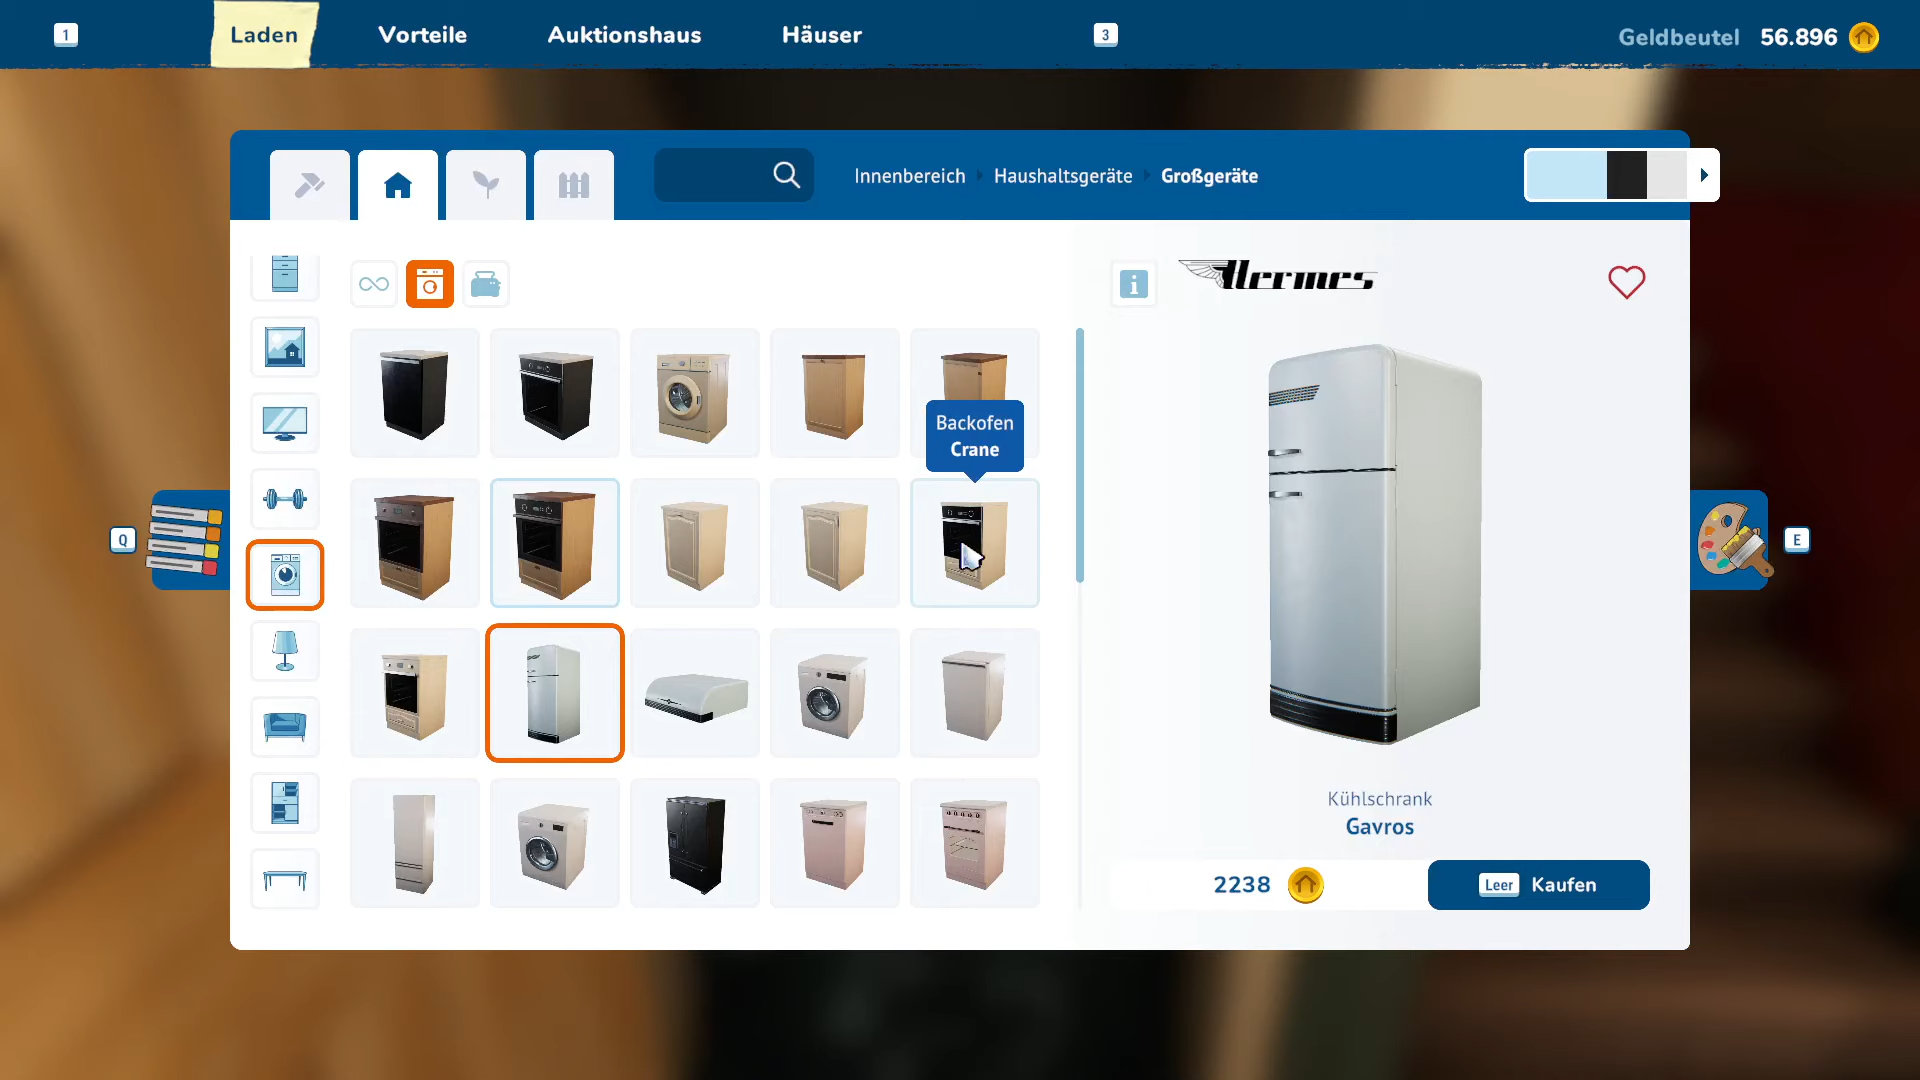 1
Laden
Vorteile
Auktionshaus
Häuser
3
Geldbeutel 56.896
Innenbereich
Haushaltsgeräte
Großgeräte
i
Hermes
Backofen
Crane
Q
E
Kühlschrank
Gavros
2238
Leer Kaufen